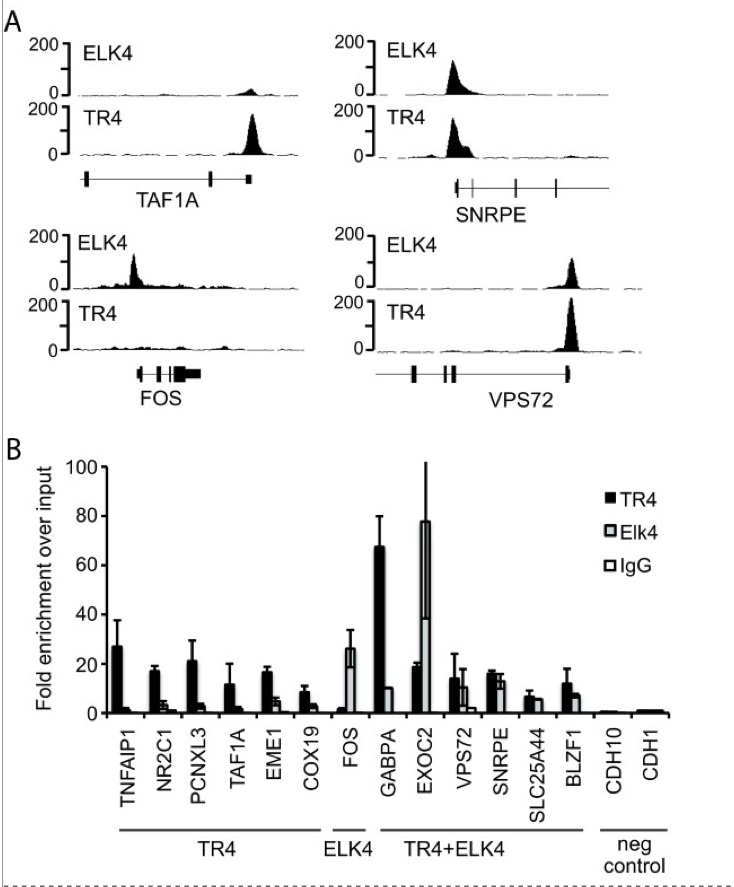 A
200
ELK4
0
200
TR4
0
TAF1A
200
ELK4
0
200
TR4
0
SNRPE
200
ELK4
0
200
TR4
0
FOS
200
ELK4
0
200
TR4
0
VPS72
B
Fold enrichment over input
100
80
60
40
20
0
TR4
Elk4
IgG
TNFAIP1
NR2C1
PCNXL3
TAF1A
EME1
COX19
FOS
GABPA
EXOC2
VPS72
SNRPE
SLC25A44
BLZF1
CDH10
CDH1
TR4
ELK4
TR4+ELK4
neg
control